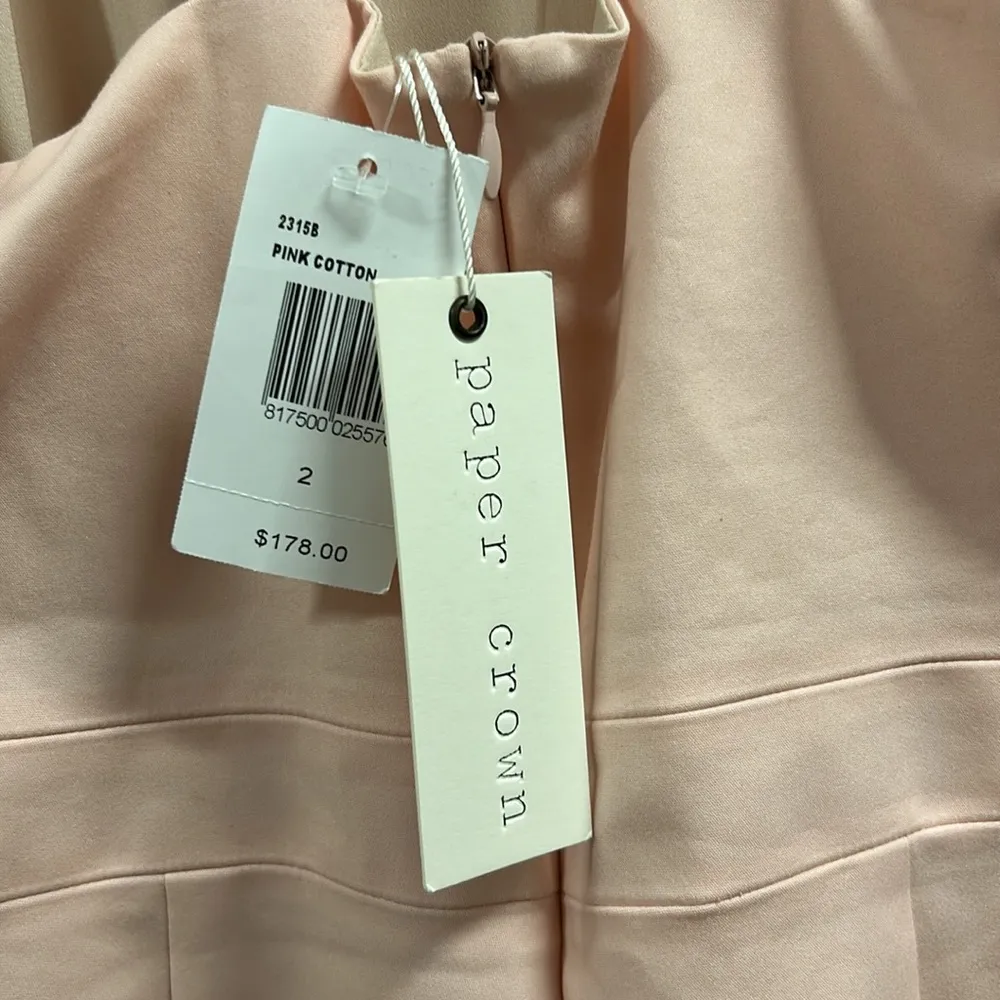 2315B
PINK COTTON
817500 02557
2
$178.00
paper crown